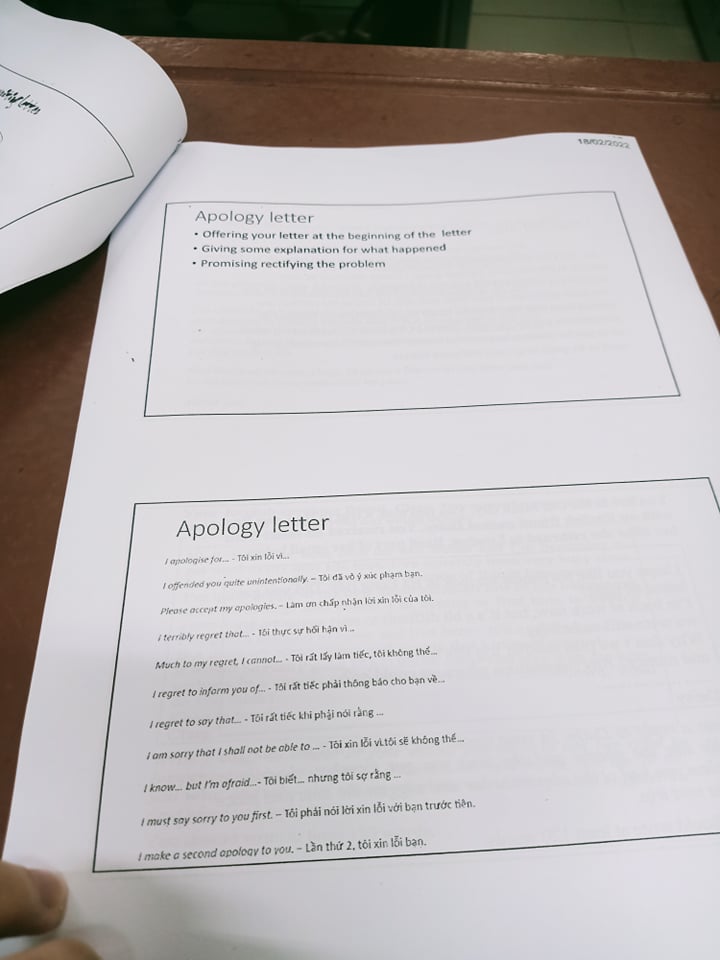 18/02/2022
Apology letter
• Offering your letter at the beginning of the letter
• Giving some explanation for what happened
• Promising rectifying the problem
Apology letter
I apologise for... - Tôi xin lỗi vì...
I offended you quite unintentionally. – Tôi đã vô ý xúc phạm bạn.
Please accept my apologies. – Làm ơn chấp nhận lời xin lỗi của tôi.
I terribly regret that... - Tôi thực sự hối hận vì ...
Much to my regret, I cannot... - Tôi rất lấy làm tiếc, tôi không thể...
I regret to inform you of... - Tôi rất tiếc phải thông báo cho bạn về...
I regret to say that... - Tôi rất tiếc khi phải nói rằng ...
I am sorry that I shall not be able to ... - Tôi xin lỗi vì tôi sẽ không thể...
I know... but I'm afraid...- Tôi biết... nhưng tôi sợ rằng ...
I must say sorry to you first. – Tôi phải nói lời xin lỗi với bạn trước tiên.
I make a second apology to you. – Lần thứ 2, tôi xin lỗi bạn.